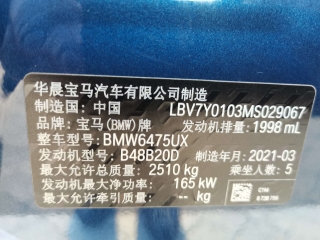 华晨宝马汽车有限公司制造
制造国: 中国 LBV7Y0103MS029067
品牌: 宝马(BMW)牌 发动机排量: 1998 mL
整车型号: BMW6475UX
发动机型号: B48B20D 制造年月: 2021-03
最大允许总质量: 2510 kg 乘坐人数: 5
发动机最大净功率: 165 kW
最大允许牵引质量: -- kg